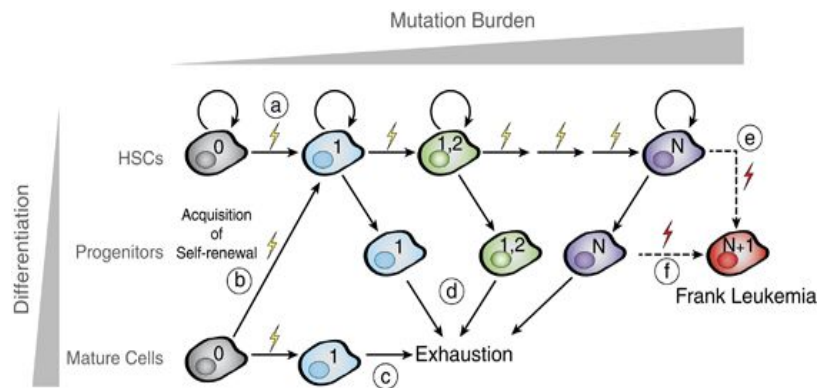 Mutation Burden
a
e
HSCs
0
1
1,2
N
Acquisition
of
Self-renewal
Progenitors
1
1,2
N
N+1
b
d
f
Frank Leukemia
Differentiation
0
1
Mature Cells
c
Exhaustion